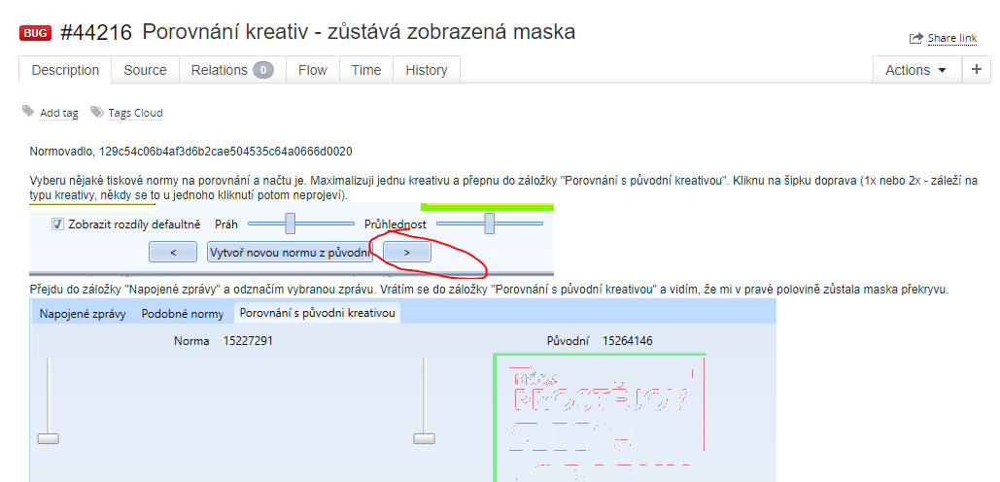 BUG #44216 Porovnání kreativ - zůstává zobrazená maska
Share link
Description Source Relations 0 Flow Time History Actions +
Add tag Tags Cloud
Normovadlo, 129c54c06b4af3d6b2cae504535c64a0666d0020
Vyberu nějaké tiskové normy na porovnání a načtu je. Maximalizuji jednu kreativu a přepnu do záložky "Porovnání s původní kreativou". Kliknu na šipku doprava (1x nebo 2x - záleží na
typu kreativy, někdy se to u jednoho kliknutí potom neprojeví).
Zobrazit rozdíly defaultně Práh Průhlednost
< Vytvoř novou normu z původní >
Přejdu do záložky "Napojené zprávy" a odznačím vybranou zprávu. Vrátím se do záložky "Porovnání s původní kreativou" a vidím, že mi v pravé polovině zůstala maska překryvu.
Napojené zprávy Podobné normy Porovnání s původni kreativou
Norma 15227291 Původní 15264146